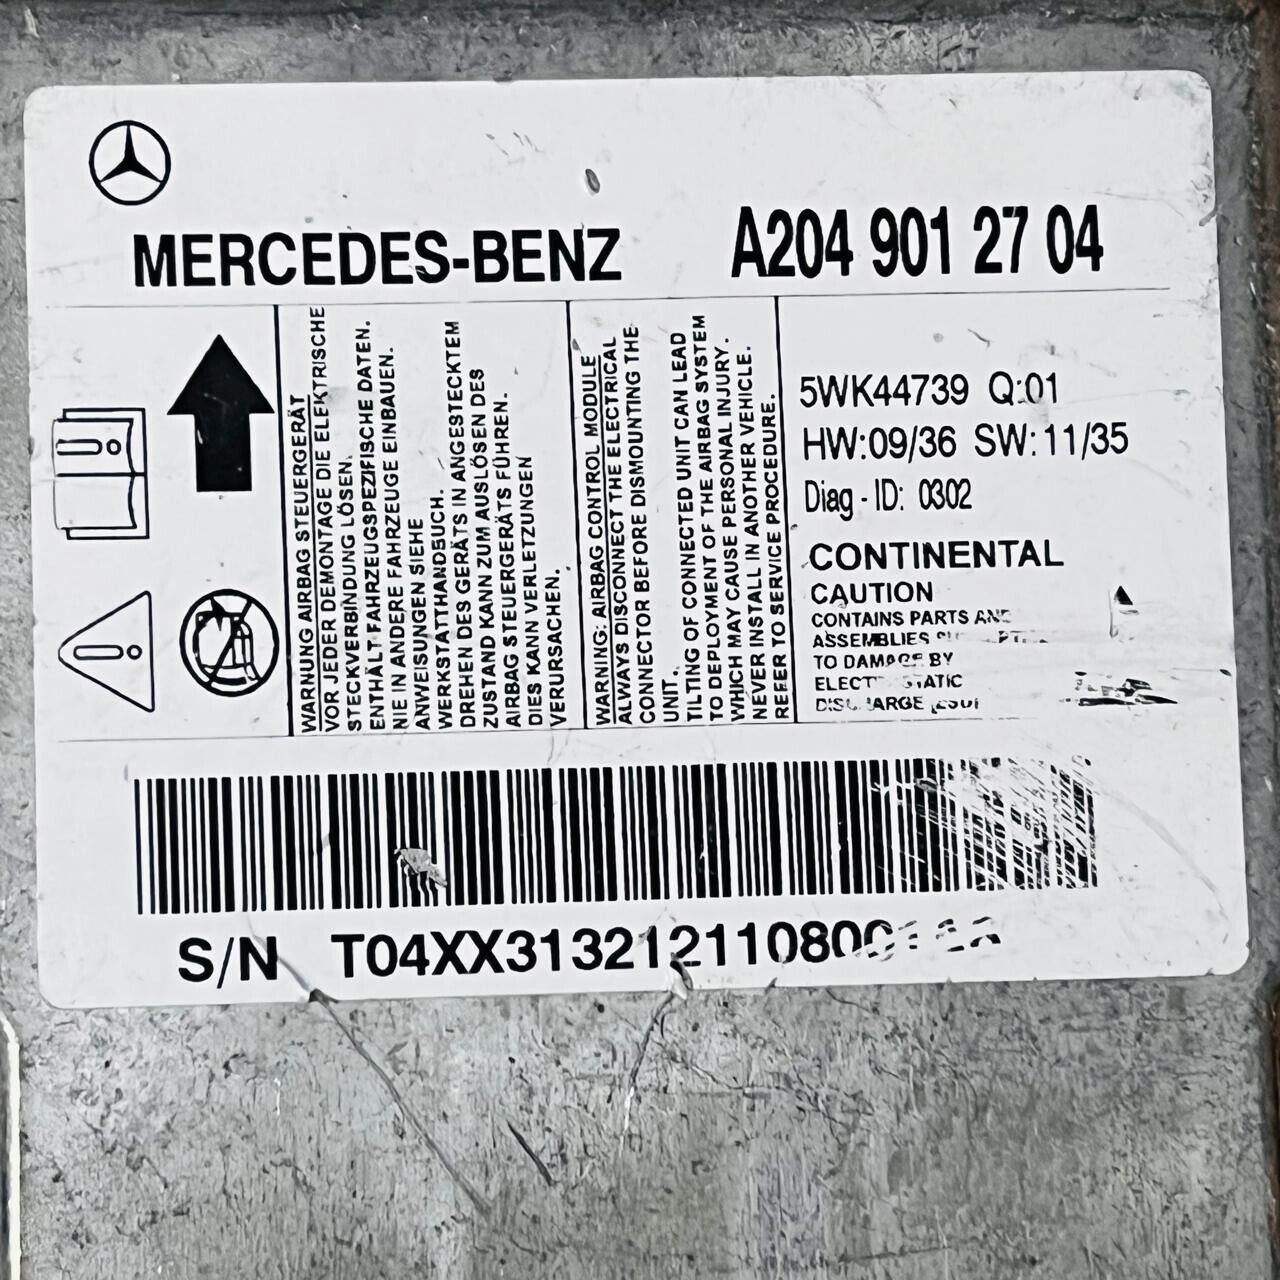 MERCEDES-BENZ
A204 901 27 04
WARNUNG AIRBAG STEUERGERÄT
VOR JEDER DEMONTAGE DIE ELEKTRISCHE
STECKVERBINDUNG LÖSEN.
ENTHÄLT FAHRZEUGSPEZIFISCHE DATEN.
NIE IN ANDERE FAHRZEUGE EINBAUEN.
ANWEISUNGEN SIEHE
WERKSTATTHANDBUCH.
DREHEN DES GERÄTS IN ANGESTECKTEM
ZUSTAND KANN ZUM AUSLÖSEN DES
AIRBAG STEUERGERÄTS FÜHREN.
DIES KANN VERLETZUNGEN
VERURSACHEN.
WARNING: AIRBAG CONTROL MODULE
ALWAYS DISCONNECT THE ELECTRICAL
CONNECTOR BEFORE DISMOUNTING THE
UNIT.
TILTING OF CONNECTED UNIT CAN LEAD
TO DEPLOYMENT OF THE AIRBAG SYSTEM
WHICH MAY CAUSE PERSONAL INJURY.
NEVER INSTALL IN ANOTHER VEHICLE.
REFER TO SERVICE PROCEDURE.
5WK44739 Q:01
HW:09/36 SW:11/35
Diag - ID: 0302
CONTINENTAL
CAUTION
CONTAINS PARTS AND
ASSEMBLIES
TO DAMAGE BY
ELECTROSTATIC
DISCHARGE (ESD)
S/N